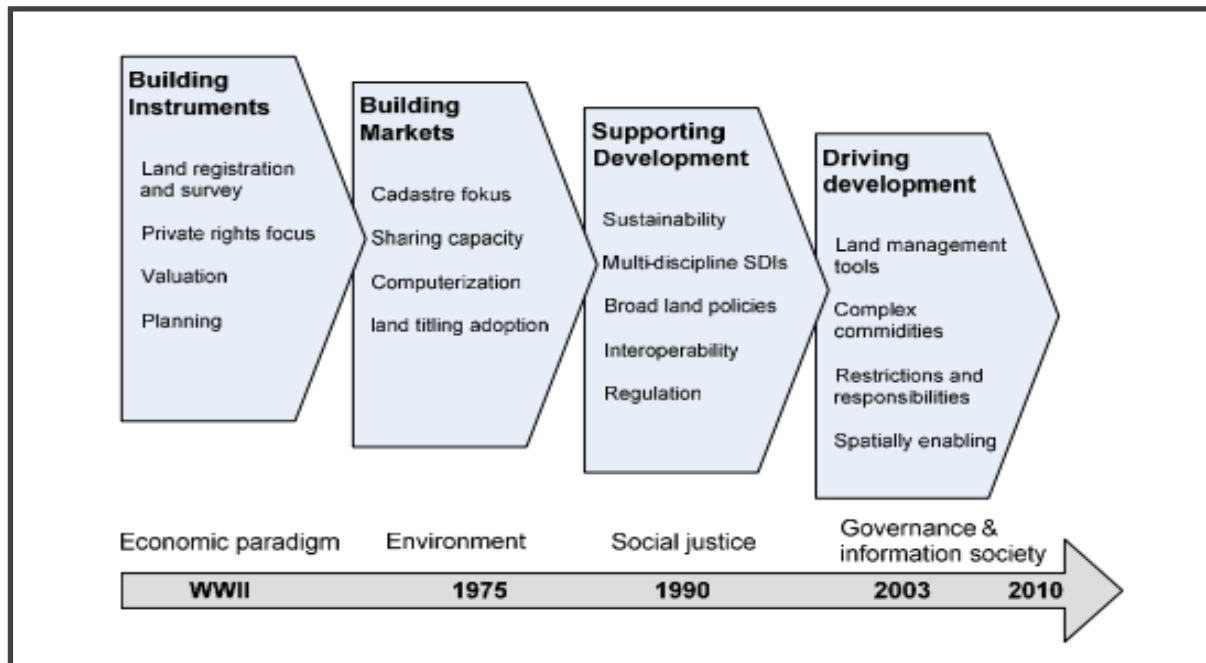 Building
Instruments
Land registration
and survey
Private rights focus
Valuation
Planning
Building
Markets
Cadastre fokus
Sharing capacity
Computerization
land titling adoption
Supporting
Development
Sustainability
Multi-discipline SDIs
Broad land policies
Interoperability
Regulation
Driving
development
Land management
tools
Complex
commidities
Restrictions and
responsibilities
Spatially enabling
Economic paradigm
Environment
Social justice
Governance &
information society
WWII
1975
1990
2003
2010